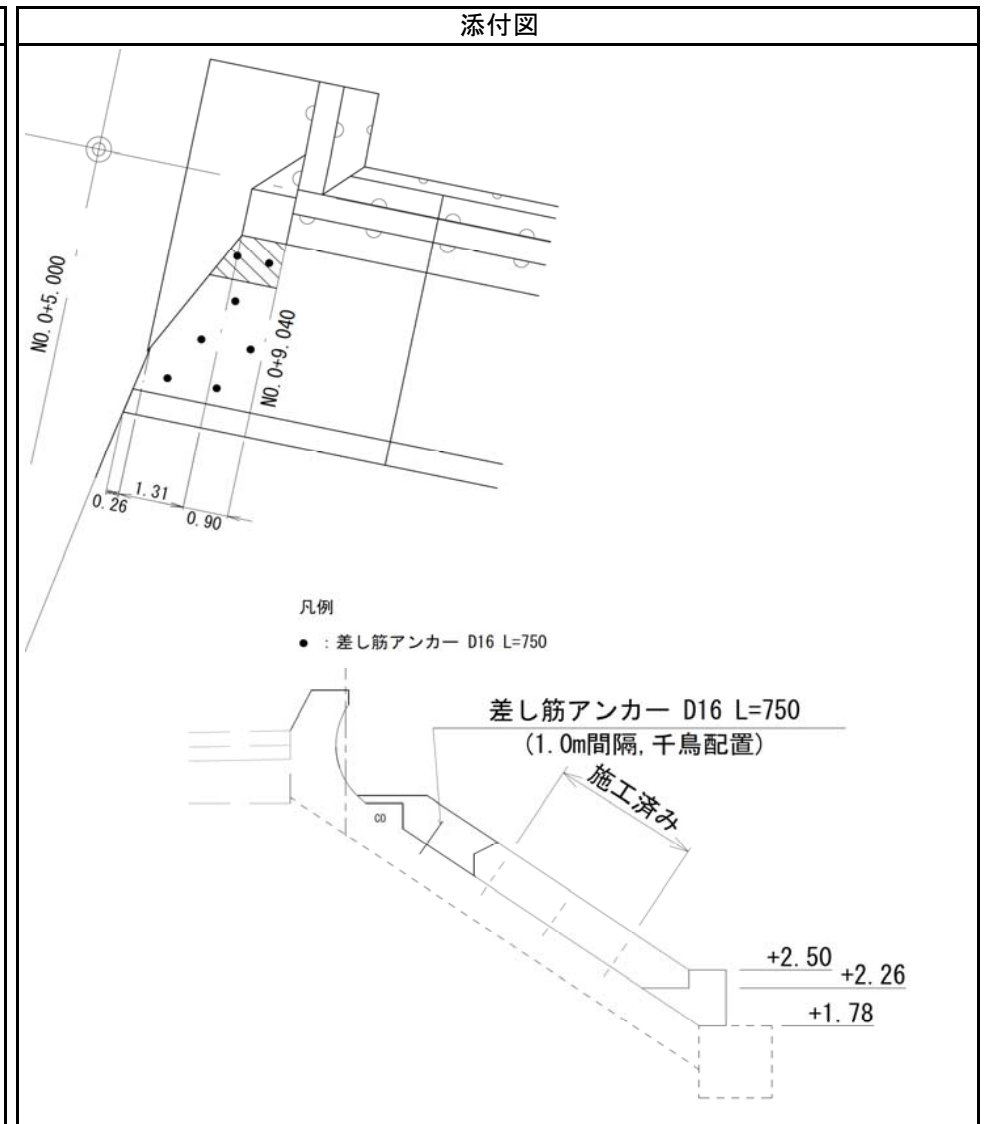 添付図
NO.0+5.000
NO.0+9.040
0.26
1.31
0.90
凡例
● : 差し筋アンカー D16 L=750
差し筋アンカー D16 L=750
(1.0m間隔,千鳥配置)
施工済み
CO
+2.50
+2.26
+1.78